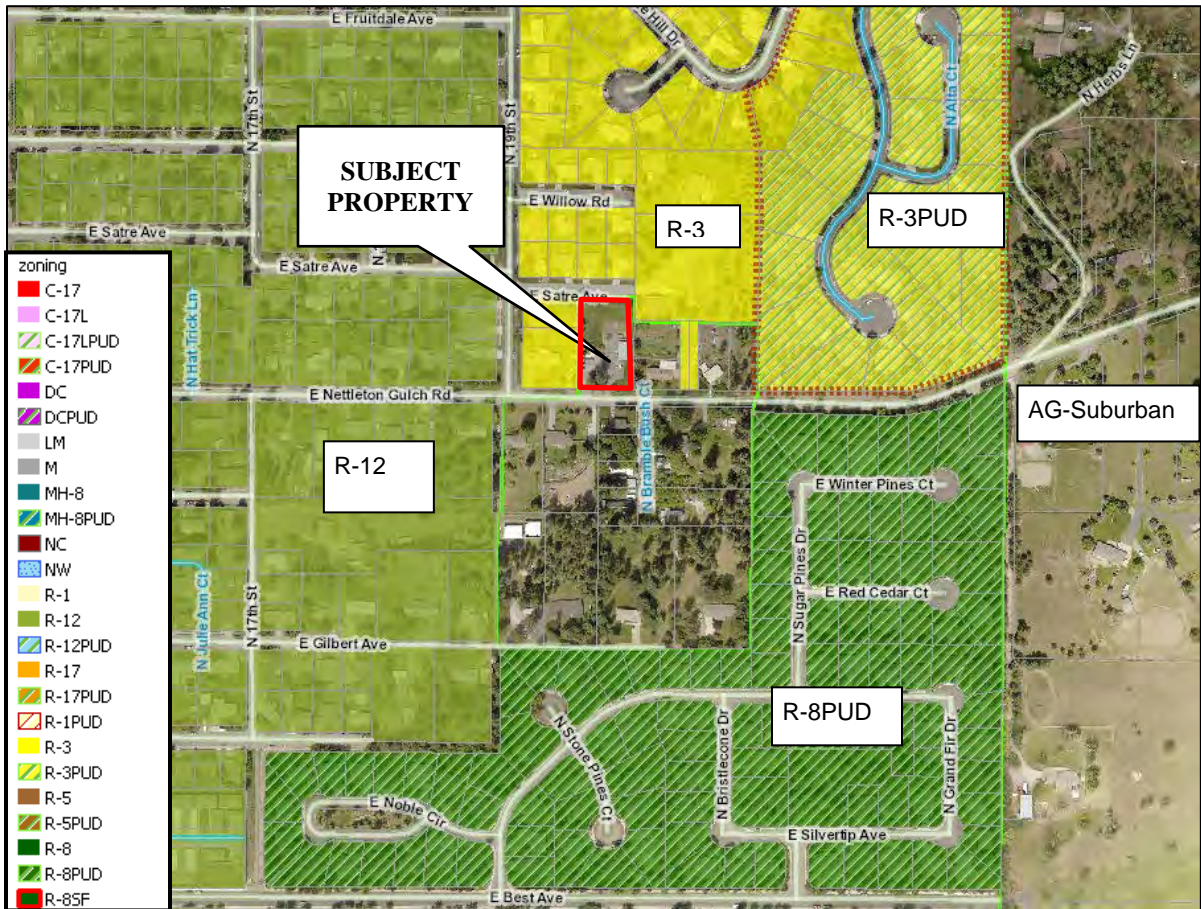 E Fruitdale Ave
N 17th St
N 19th St
e Hill Dr
N Alta Ct
N Herbs Ln
SUBJECT
PROPERTY
E Willow Rd
R-3
R-3PUD
E Satre Ave
E Satre Ave
E Satre Ave
N Hat Trick Ln
E Nettleton Gulch Rd
N Bramble Bush Ct
AG-Suburban
R-12
E Winter Pines Ct
N Sugar Pines Dr
E Red Cedar Ct
N Julie Ann Ct
N 17th St
E Gilbert Ave
R-8PUD
N Stone Pines Ct
N Bristlecone Dr
N Grand Fir Dr
E Noble Cir
E Silvertip Ave
E Best Ave
zoning
C-17
C-17L
C-17LPUD
C-17PUD
DC
DCPUD
LM
M
MH-8
MH-8PUD
NC
NW
R-1
R-12
R-12PUD
R-17
R-17PUD
R-1PUD
R-3
R-3PUD
R-5
R-5PUD
R-8
R-8PUD
R-8SF